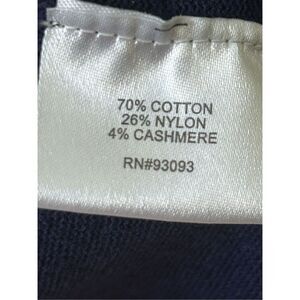 70% COTTON
26% NYLON
4% CASHMERE
RN#93093